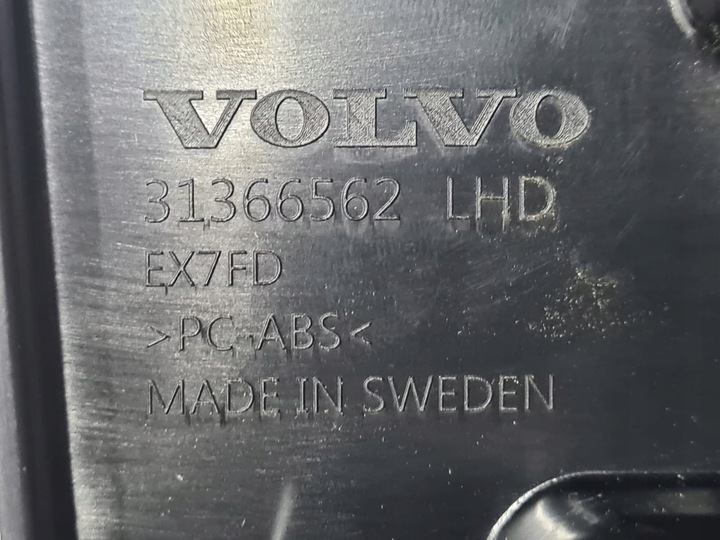 VOLVO
31366562 LHD
EX7FD
>PC-ABS<
MADE IN SWEDEN